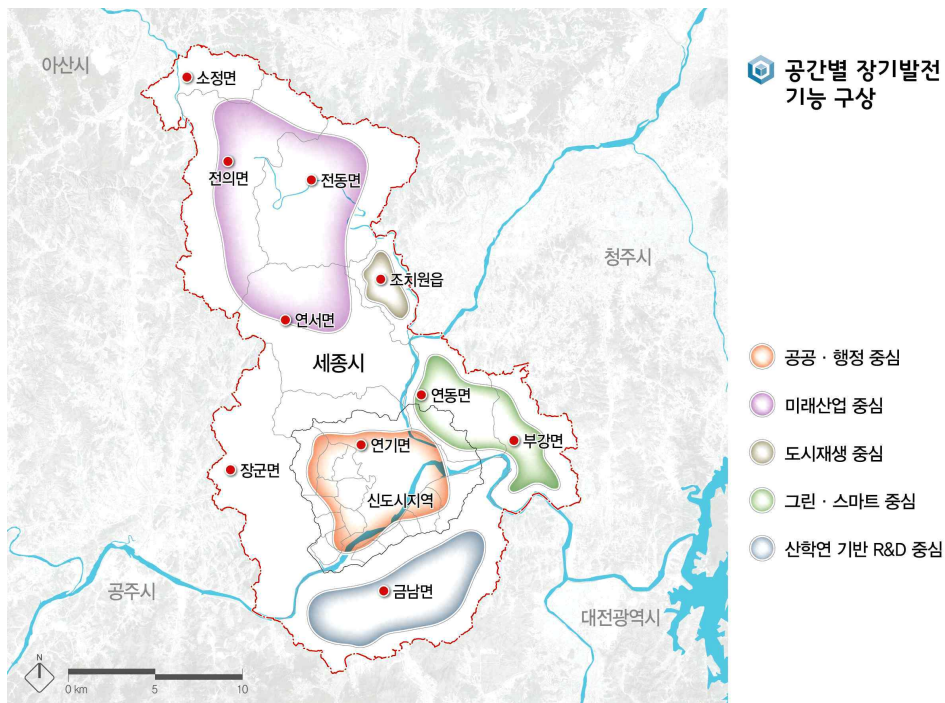 공간별 장기발전
기능 구상
아산시
소정면
전의면
전동면
청주시
조치원읍
연서면
세종시
연동면
부강면
연기면
장군면
신도시지역
금남면
공주시
대전광역시
공공 · 행정 중심
미래산업 중심
도시재생 중심
그린 · 스마트 중심
산학연 기반 R&D 중심
N
0 km 5 10